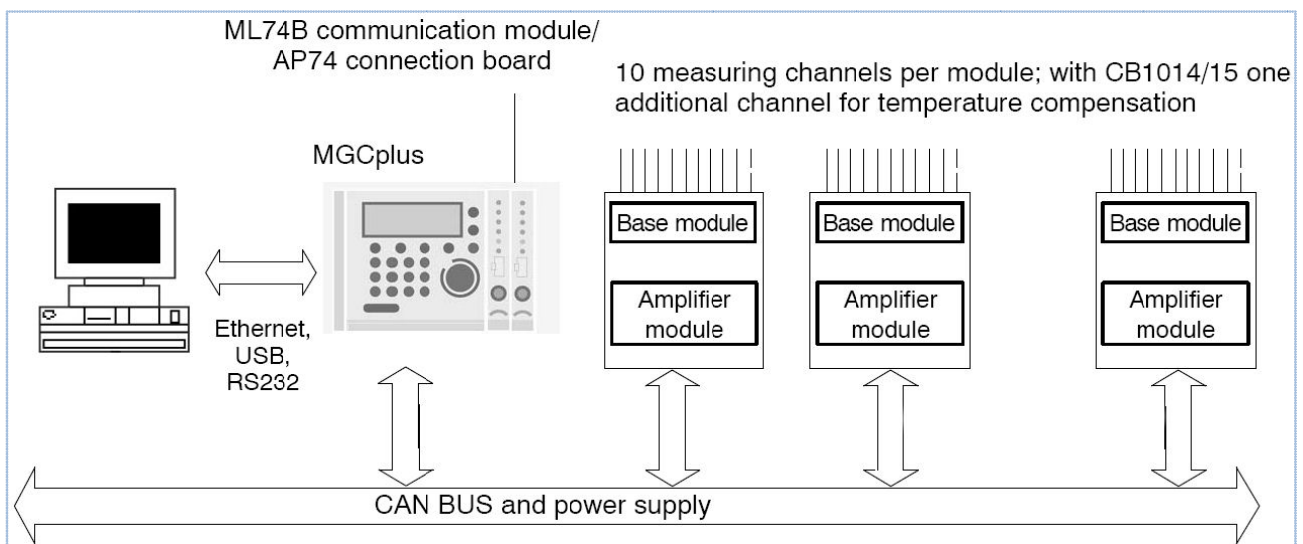 ML74B communication module/
AP74 connection board
10 measuring channels per module; with CB1014/15 one
additional channel for temperature compensation
MGCplus
Ethernet,
USB,
RS232
Base module
Amplifier
module
Base module
Amplifier
module
Base module
Amplifier
module
CAN BUS and power supply